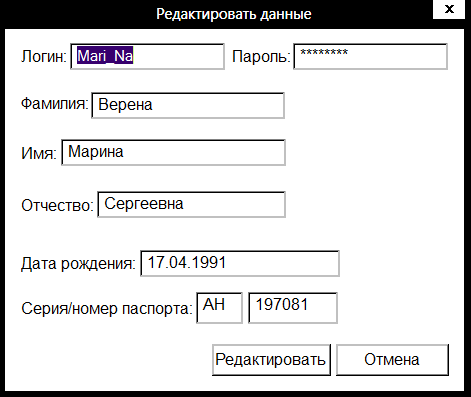 Редактировать данные x
Логин: Mari_Na Пароль: ********
Фамилия: Верена
Имя: Марина
Отчество: Сергеевна
Дата рождения: 17.04.1991
Серия/номер паспорта: АН 197081
Редактировать Отмена